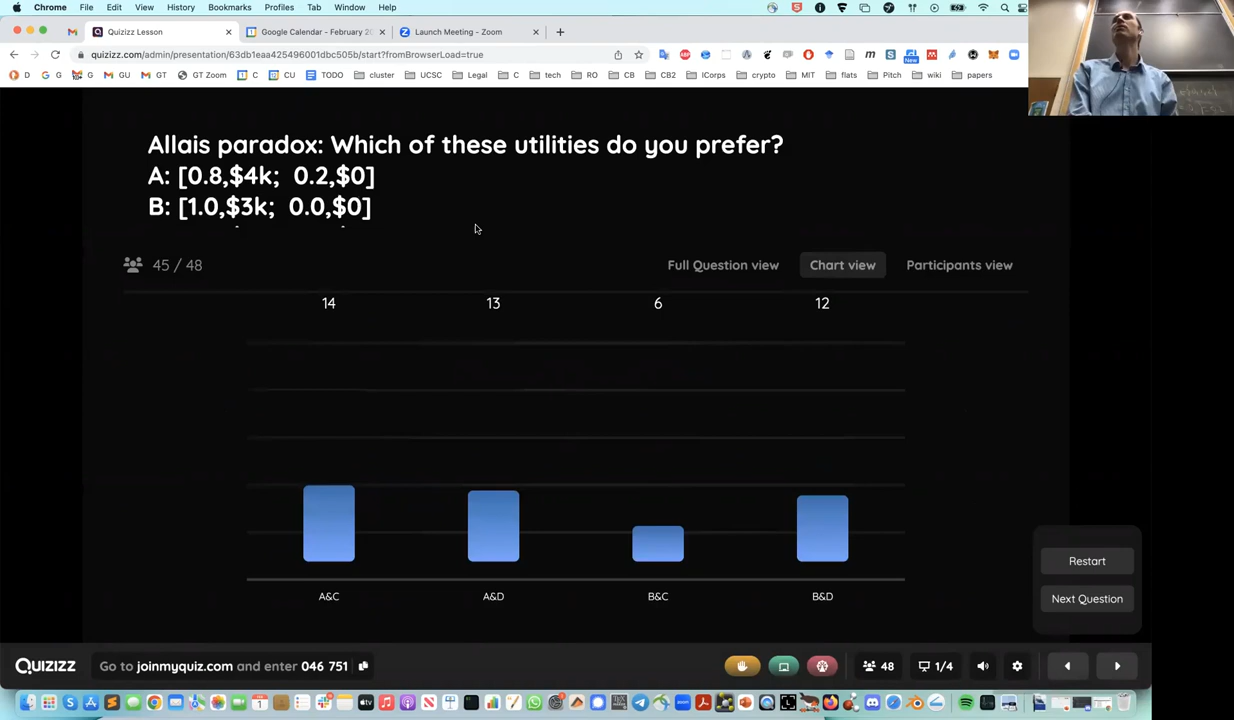 Chrome File Edit View History Bookmarks Profiles Tab Window Help
Quizizz Lesson
Google Calendar - February 20
Launch Meeting - Zoom
quizizz.com/admin/presentation/63db1eaa425496001dbc505b/start?fromBrowserLoad=true
D G G GU GT GT Zoom C CU TODO cluster UCSC Legal C tech RO CB CB2 ICorps crypto MIT flats Pitch wiki papers
Allais paradox: Which of these utilities do you prefer?
A: [0.8,$4k; 0.2,$0]
B: [1.0,$3k; 0.0,$0]
45 / 48
Full Question view Chart view Participants view
14 13 6 12
A&C A&D B&C B&D
Restart
Next Question
QUIZIZZ Go to joinmyquiz.com and enter 046 751
48 1/4